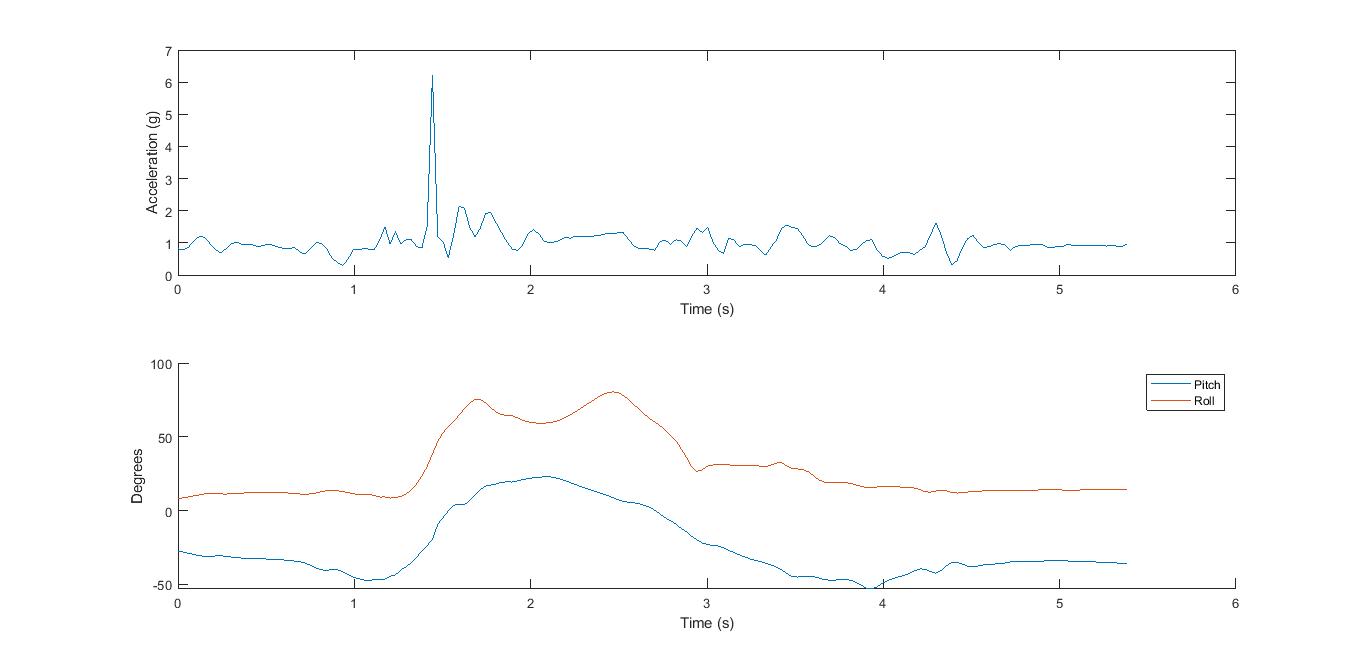 7
6
5
4
3
2
1
0
Acceleration (g)
0 1 2 3 4 5 6
Time (s)
100
50
0
-50
Degrees
Pitch
Roll
0 1 2 3 4 5 6
Time (s)